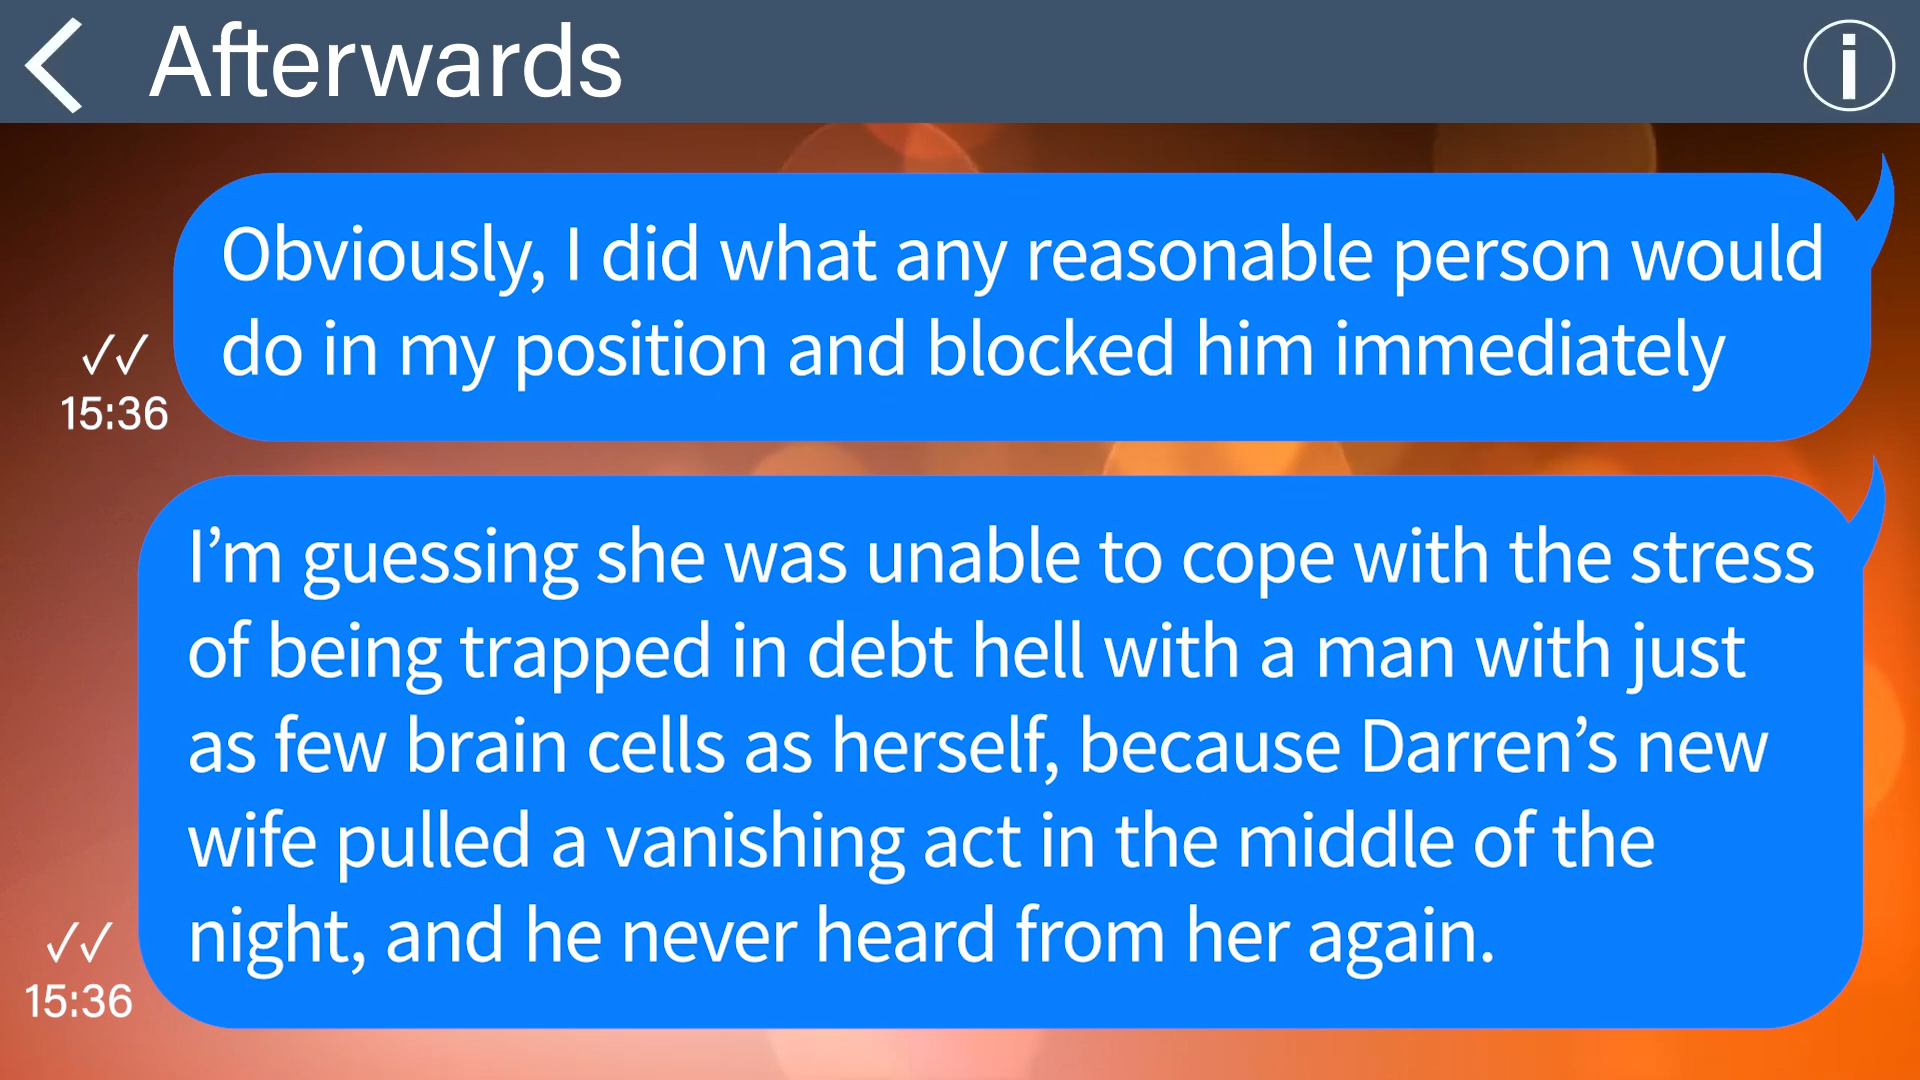 Afterwards
Obviously, I did what any reasonable person would
do in my position and blocked him immediately
✓✓
15:36
I’m guessing she was unable to cope with the stress
of being trapped in debt hell with a man with just
as few brain cells as herself, because Darren’s new
wife pulled a vanishing act in the middle of the
night, and he never heard from her again.
✓✓
15:36